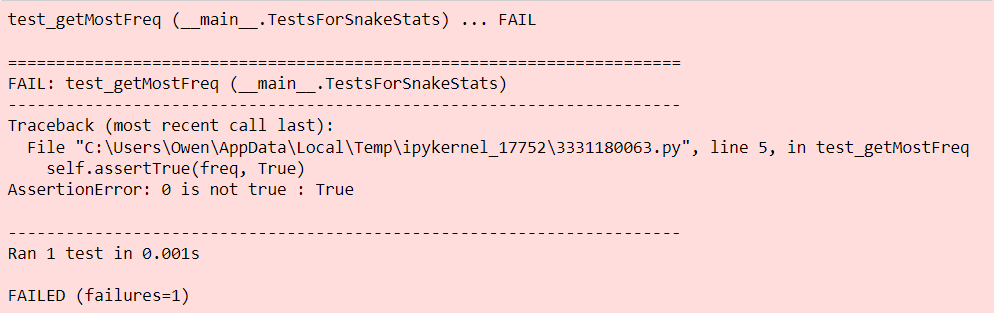 test_getMostFreq (__main__.TestsForSnakeStats) ... FAIL
======================================================================
FAIL: test_getMostFreq (__main__.TestsForSnakeStats)
----------------------------------------------------------------------
Traceback (most recent call last):
  File "C:\Users\Owen\AppData\Local\Temp\ipykernel_17752\3331180063.py", line 5, in test_getMostFreq
    self.assertTrue(freq, True)
AssertionError: 0 is not true : True
----------------------------------------------------------------------
Ran 1 test in 0.001s
FAILED (failures=1)